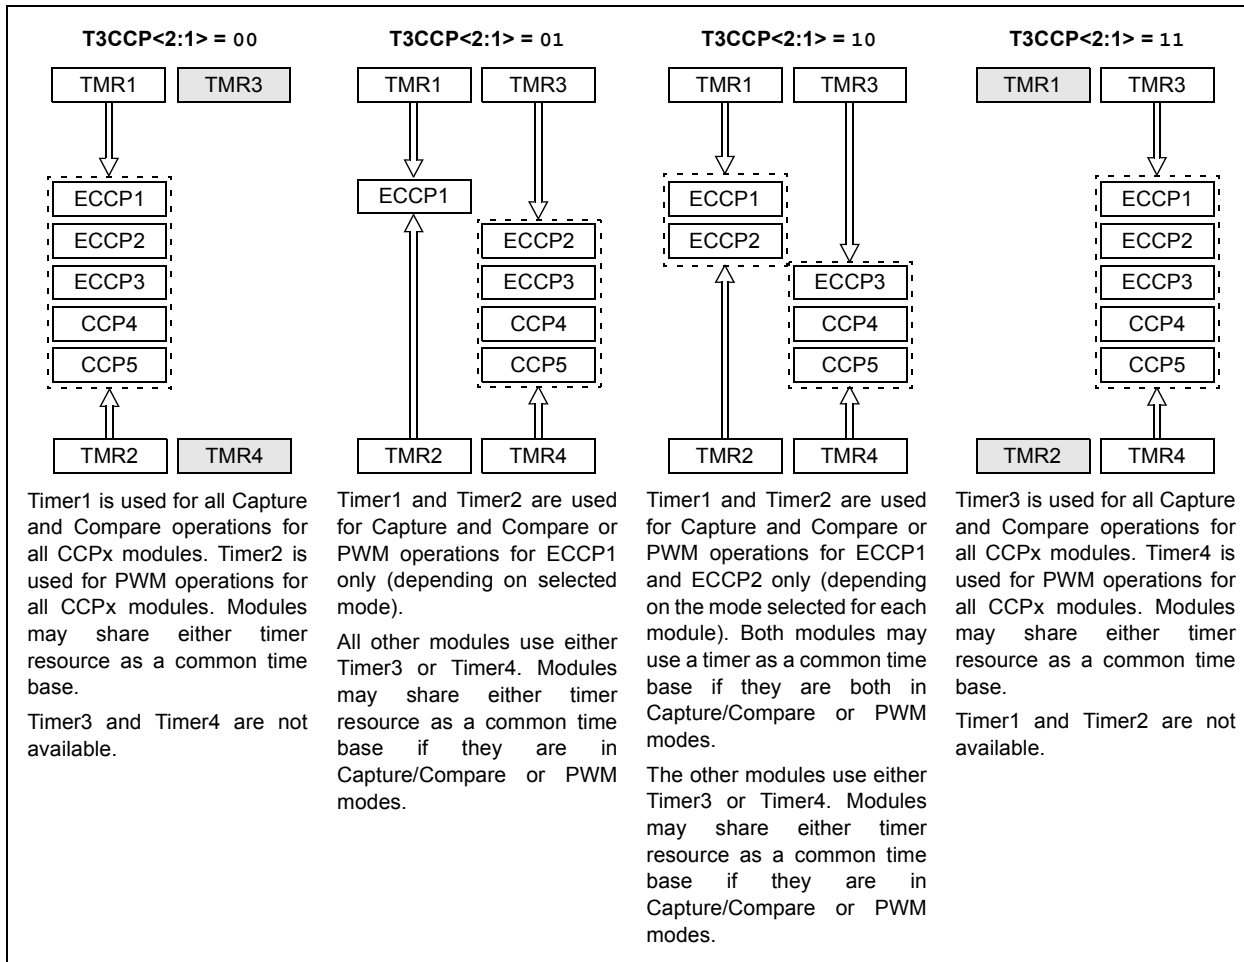 T3CCP<2:1> = 00
TMR1 TMR3
ECCP1
ECCP2
ECCP3
CCP4
CCP5
TMR2 TMR4
Timer1 is used for all Capture
and Compare operations for
all CCPx modules. Timer2 is
used for PWM operations for
all CCPx modules. Modules
may share either timer
resource as a common time
base.
Timer3 and Timer4 are not
available.
T3CCP<2:1> = 01
TMR1 TMR3
ECCP1
ECCP2
ECCP3
CCP4
CCP5
TMR2 TMR4
Timer1 and Timer2 are used
for Capture and Compare or
PWM operations for ECCP1
only (depending on selected
mode).
All other modules use either
Timer3 or Timer4. Modules
may share either timer
resource as a common time
base if they are in
Capture/Compare or PWM
modes.
T3CCP<2:1> = 10
TMR1 TMR3
ECCP1
ECCP2
ECCP3
CCP4
CCP5
TMR2 TMR4
Timer1 and Timer2 are used
for Capture and Compare or
PWM operations for ECCP1
and ECCP2 only (depending
on the mode selected for each
module). Both modules may
use a timer as a common time
base if they are both in
Capture/Compare or PWM
modes.
The other modules use either
Timer3 or Timer4. Modules
may share either timer
resource as a common time
base if they are in
Capture/Compare or PWM
modes.
T3CCP<2:1> = 11
TMR1 TMR3
ECCP1
ECCP2
ECCP3
CCP4
CCP5
TMR2 TMR4
Timer3 is used for all Capture
and Compare operations for
all CCPx modules. Timer4 is
used for PWM operations for
all CCPx modules. Modules
may share either timer
resource as a common time
base.
Timer1 and Timer2 are not
available.